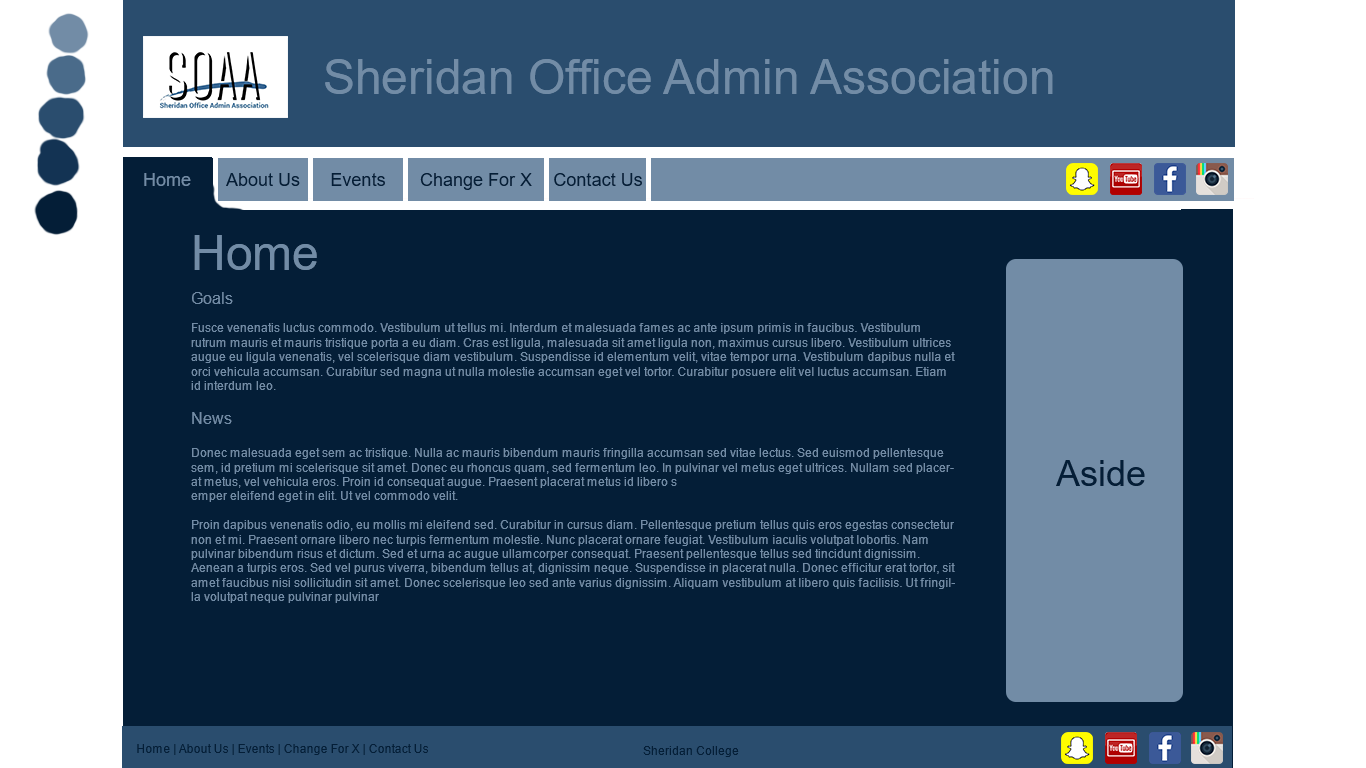 SOAA
Sheridan Office Admin Association
Sheridan Office Admin Association
Home About Us Events Change For X Contact Us You Tube
Home
Goals
Fusce venenatis luctus commodo. Vestibulum ut tellus mi. Interdum et malesuada fames ac ante ipsum primis in faucibus. Vestibulum
rutrum mauris et mauris tristique porta a eu diam. Cras est ligula, malesuada sit amet ligula non, maximus cursus libero. Vestibulum ultrices
augue eu ligula venenatis, vel scelerisque diam vestibulum. Suspendisse id elementum velit, vitae tempor urna. Vestibulum dapibus nulla et
orci vehicula accumsan. Curabitur sed magna ut nulla molestie accumsan eget vel tortor. Curabitur posuere elit vel luctus accumsan. Etiam
id interdum leo.
News
Donec malesuada eget sem ac tristique. Nulla ac mauris bibendum mauris fringilla accumsan sed vitae lectus. Sed euismod pellentesque
sem, id pretium mi scelerisque sit amet. Donec eu rhoncus quam, sed fermentum leo. In pulvinar vel metus eget ultrices. Nullam sed placer-
at metus, vel vehicula eros. Proin id consequat augue. Praesent placerat metus id libero s
emper eleifend eget in elit. Ut vel commodo velit.
Proin dapibus venenatis odio, eu mollis mi eleifend sed. Curabitur in cursus diam. Pellentesque pretium tellus quis eros egestas consectetur
non et mi. Praesent ornare libero nec turpis fermentum molestie. Nunc placerat ornare feugiat. Vestibulum iaculis volutpat lobortis. Nam
pulvinar bibendum risus et dictum. Sed et urna ac augue ullamcorper consequat. Praesent pellentesque tellus sed tincidunt dignissim.
Aenean a turpis eros. Sed vel purus viverra, bibendum tellus at, dignissim neque. Suspendisse in placerat nulla. Donec efficitur erat tortor, sit
amet faucibus nisi sollicitudin sit amet. Donec scelerisque leo sed ante varius dignissim. Aliquam vestibulum at libero quis facilisis. Ut fringil-
la volutpat neque pulvinar pulvinar
Aside
Home | About Us | Events | Change For X | Contact Us
Sheridan College
You Tube